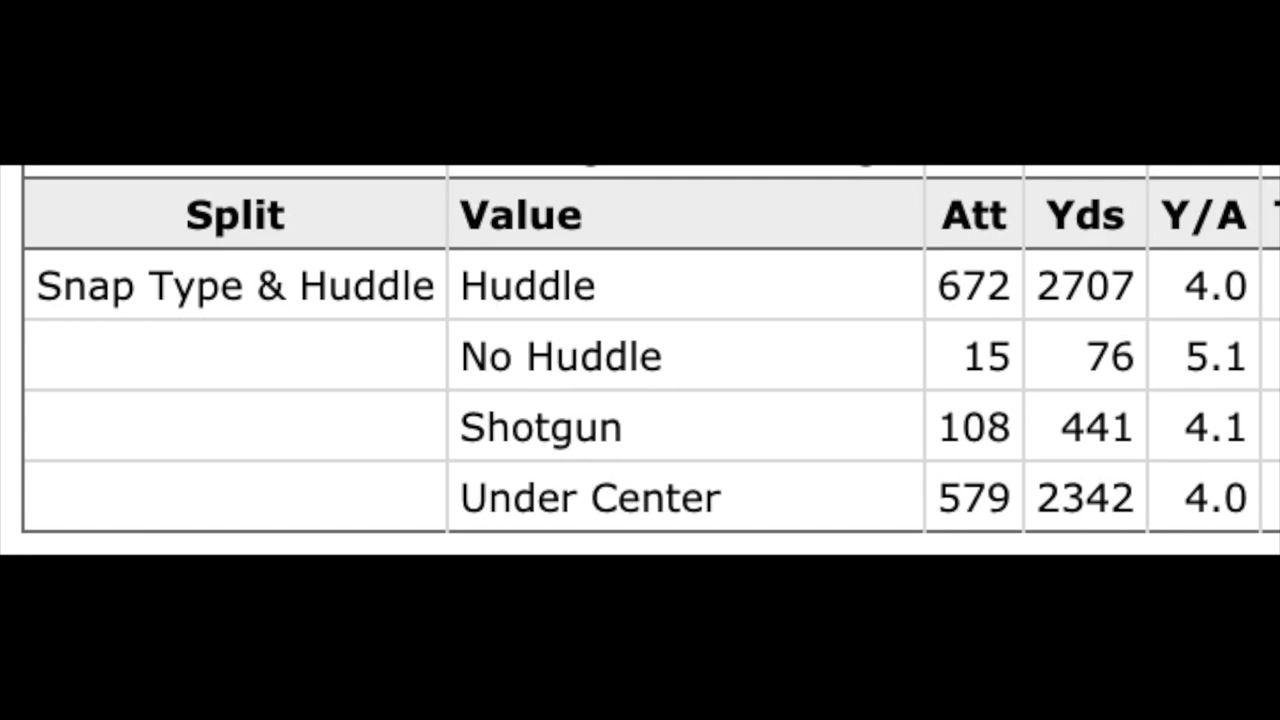 Split Value Att Yds Y/A
Snap Type & Huddle Huddle 672 2707 4.0
No Huddle 15 76 5.1
Shotgun 108 441 4.1
Under Center 579 2342 4.0